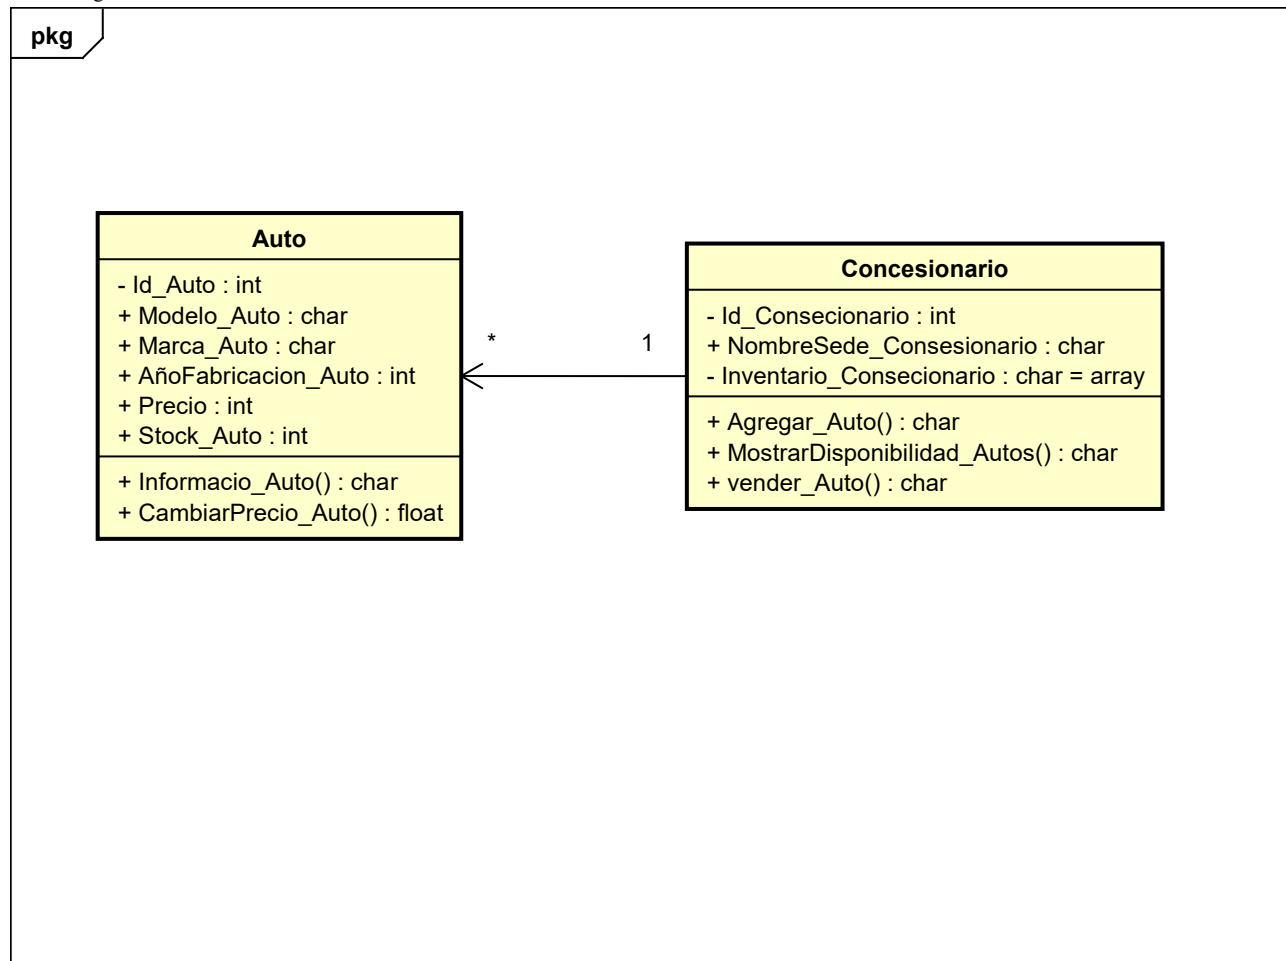 pkg
Auto
- Id_Auto : int
+ Modelo_Auto : char
+ Marca_Auto : char
+ AñoFabricacion_Auto : int
+ Precio : int
+ Stock_Auto : int
+ Informacio_Auto() : char
+ CambiarPrecio_Auto() : float
*
1
Concesionario
- Id_Consecionario : int
+ NombreSede_Consesionario : char
- Inventario_Consecionario : char = array
+ Agregar_Auto() : char
+ MostrarDisponibilidad_Autos() : char
+ vender_Auto() : char